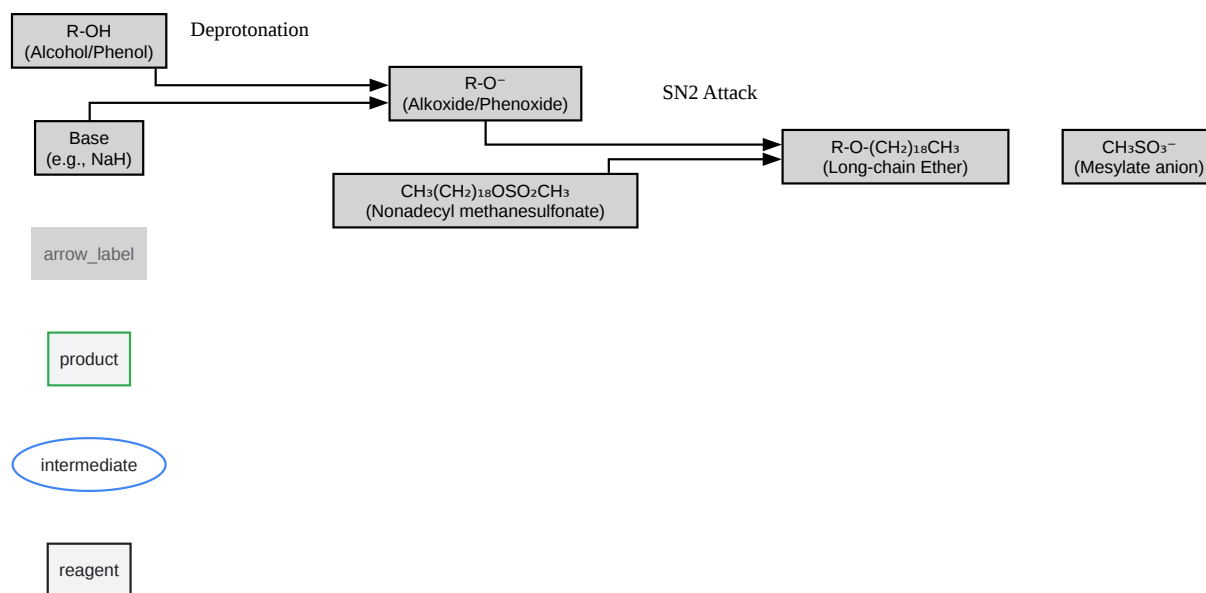 R-OH
(Alcohol/Phenol)
Deprotonation
R-O⁻
(Alkoxide/Phenoxide)
SN2 Attack
Base
(e.g., NaH)
R-O-(CH₂)₁₈CH₃
(Long-chain Ether)
CH₃SO₃⁻
(Mesylate anion)
CH₃(CH₂)₁₈OSO₂CH₃
(Nonadecyl methanesulfonate)
arrow_label
product
intermediate
reagent